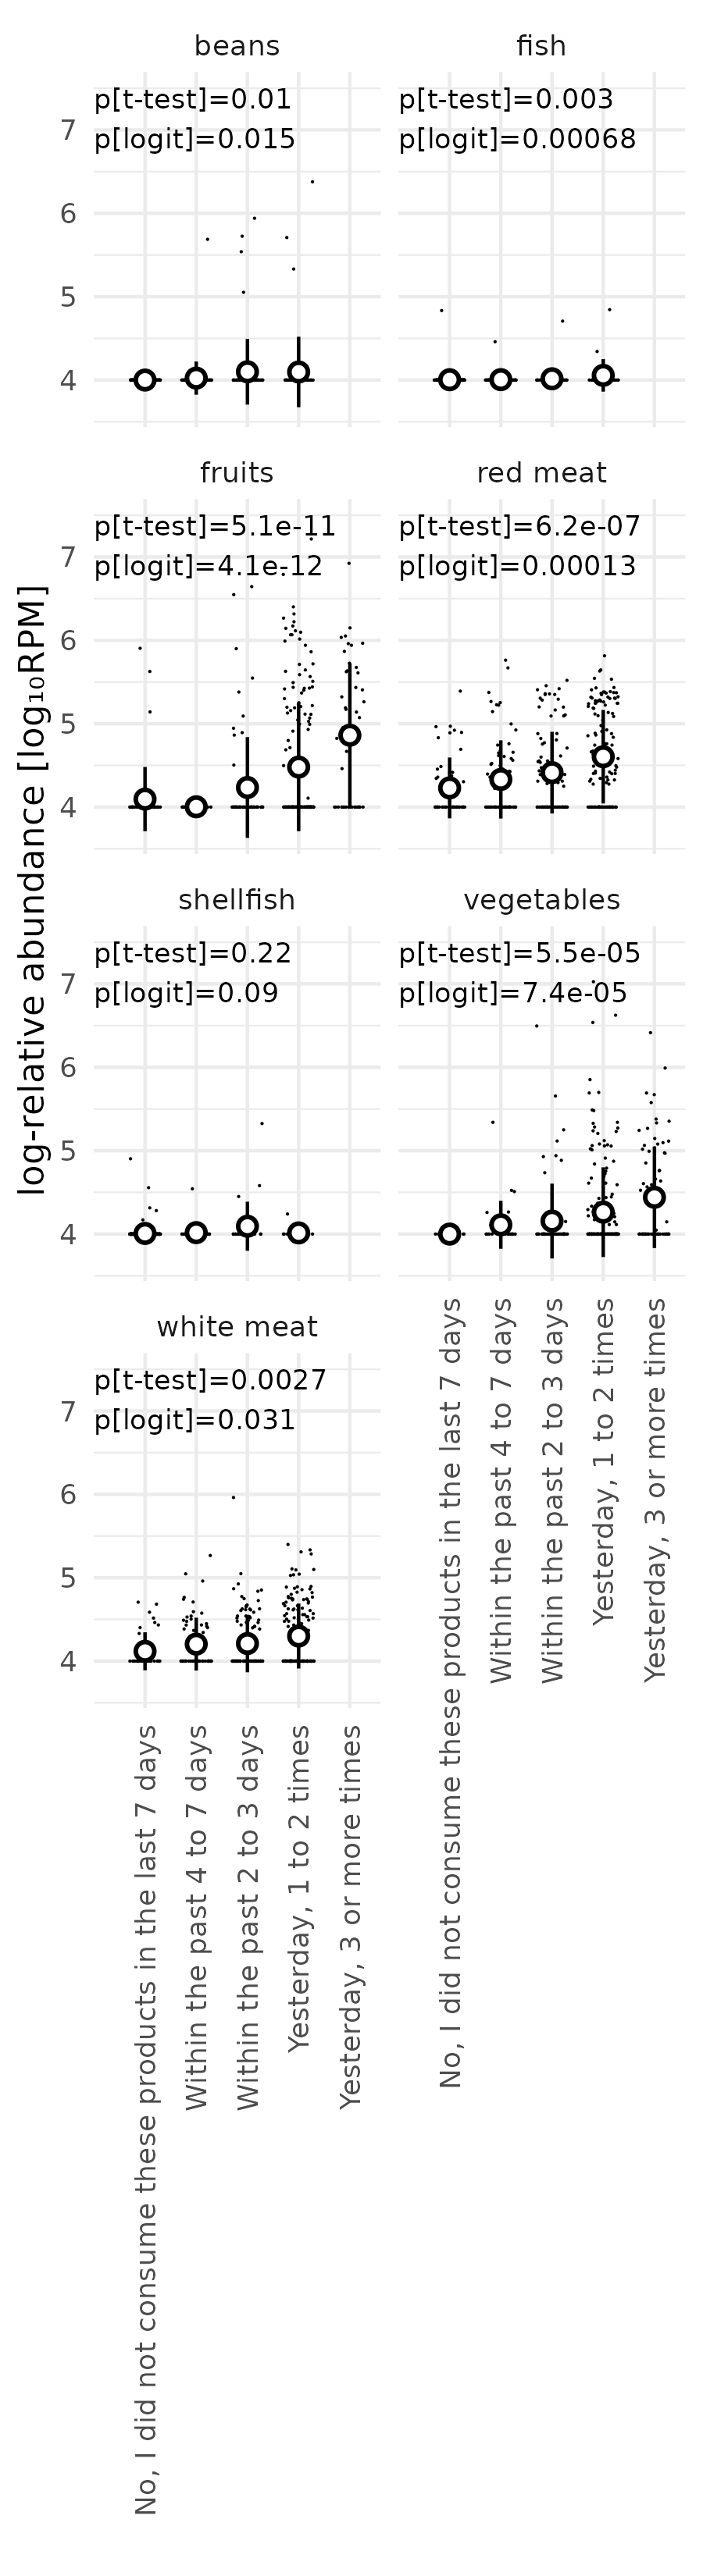 beans
p[t-test]=0.01
p[logit]=0.015
7
6
5
4
fish
p[t-test]=0.003
p[logit]=0.00068
fruits
p[t-test]=5.1e-11
p[logit]=4.1e-12
7
6
5
4
red meat
p[t-test]=6.2e-07
p[logit]=0.00013
log-relative abundance [log₁₀RPM]
shellfish
p[t-test]=0.22
p[logit]=0.09
7
6
5
4
vegetables
p[t-test]=5.5e-05
p[logit]=7.4e-05
No, I did not consume these products in the last 7 days
Within the past 4 to 7 days
Within the past 2 to 3 days
Yesterday, 1 to 2 times
Yesterday, 3 or more times
white meat
p[t-test]=0.0027
p[logit]=0.031
7
6
5
4
No, I did not consume these products in the last 7 days
Within the past 4 to 7 days
Within the past 2 to 3 days
Yesterday, 1 to 2 times
Yesterday, 3 or more times